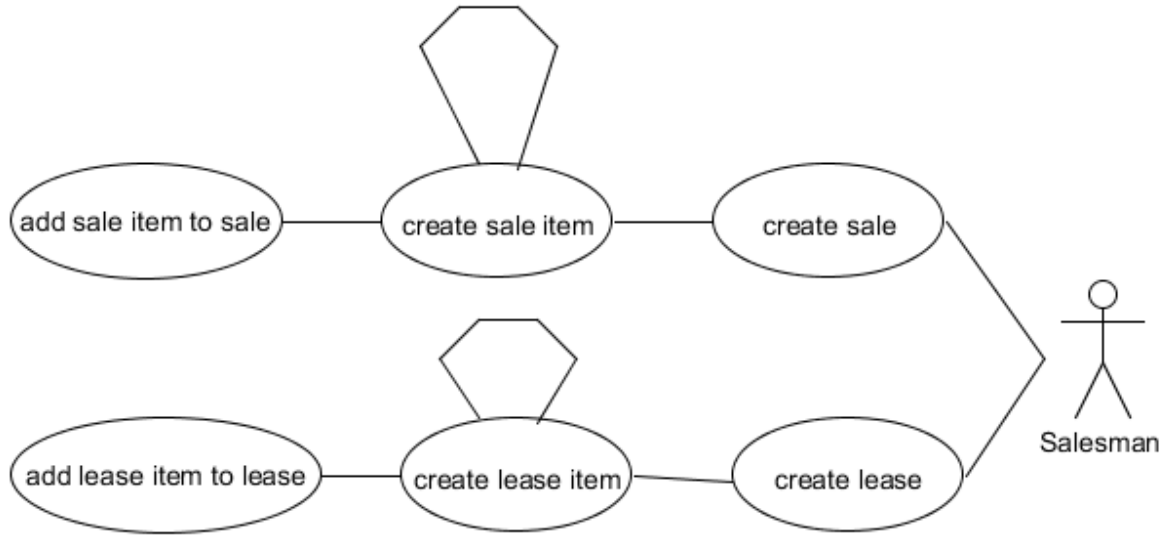 add sale item to sale
create sale item
create sale
Salesman
add lease item to lease
create lease item
create lease